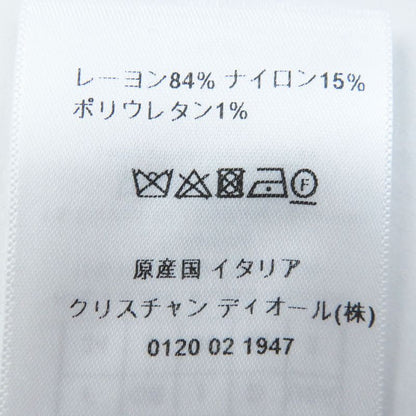 レーヨン84% ナイロン15%
ポリウレタン1%
F
原産国 イタリア
クリスチャン ディオール(株)
0120 02 1947